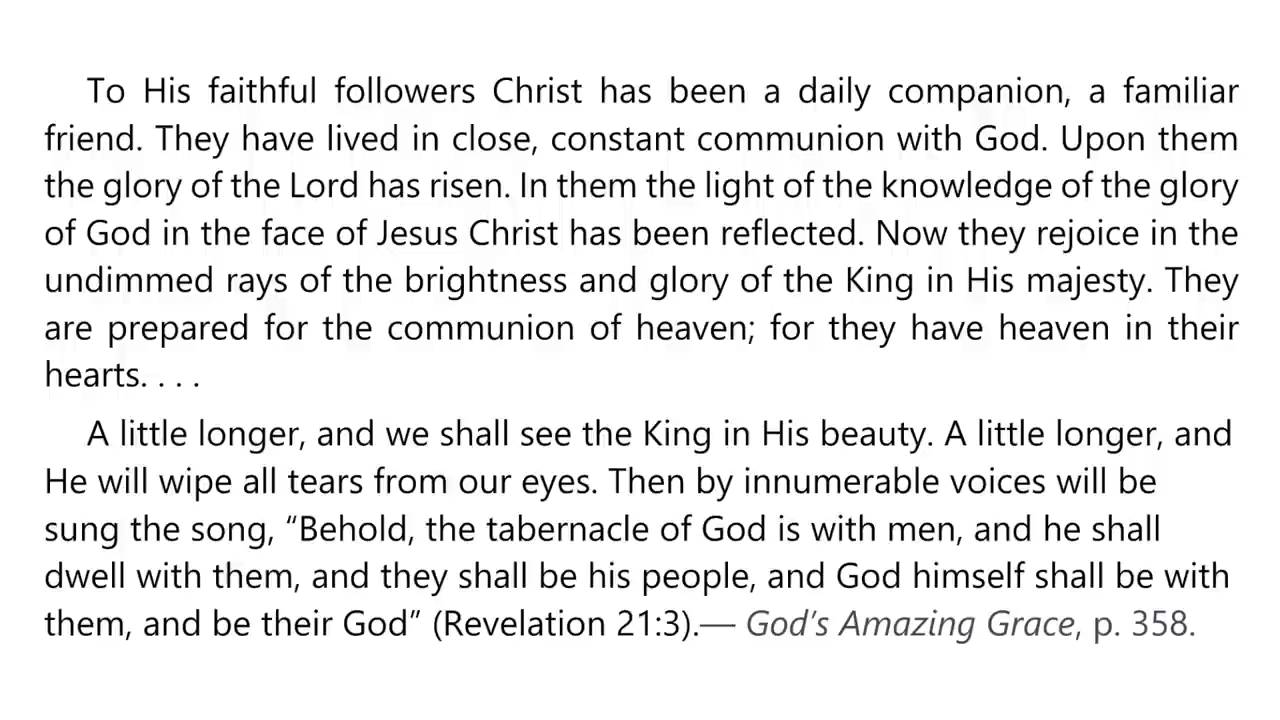 To His faithful followers Christ has been a daily companion, a familiar
friend. They have lived in close, constant communion with God. Upon them
the glory of the Lord has risen. In them the light of the knowledge of the glory
of God in the face of Jesus Christ has been reflected. Now they rejoice in the
undimmed rays of the brightness and glory of the King in His majesty. They
are prepared for the communion of heaven; for they have heaven in their
hearts. . . .
A little longer, and we shall see the King in His beauty. A little longer, and
He will wipe all tears from our eyes. Then by innumerable voices will be
sung the song, “Behold, the tabernacle of God is with men, and he shall
dwell with them, and they shall be his people, and God himself shall be with
them, and be their God” (Revelation 21:3).— God’s Amazing Grace, p. 358.